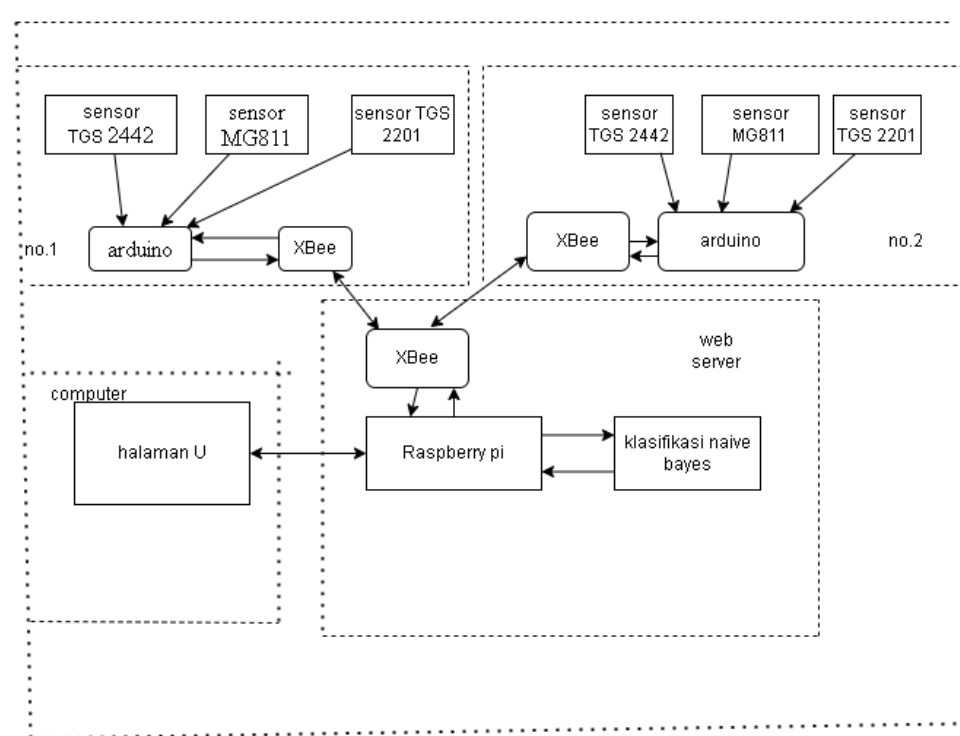 sensor
TGS 2442
sensor
MG811
sensor TGS
2201
sensor
TGS 2442
sensor
MG811
sensor
TGS 2201
no.1
arduino
XBee
XBee
arduino
no.2
XBee
web
server
computer
halaman U
Raspberry pi
klasifikasi naive
bayes